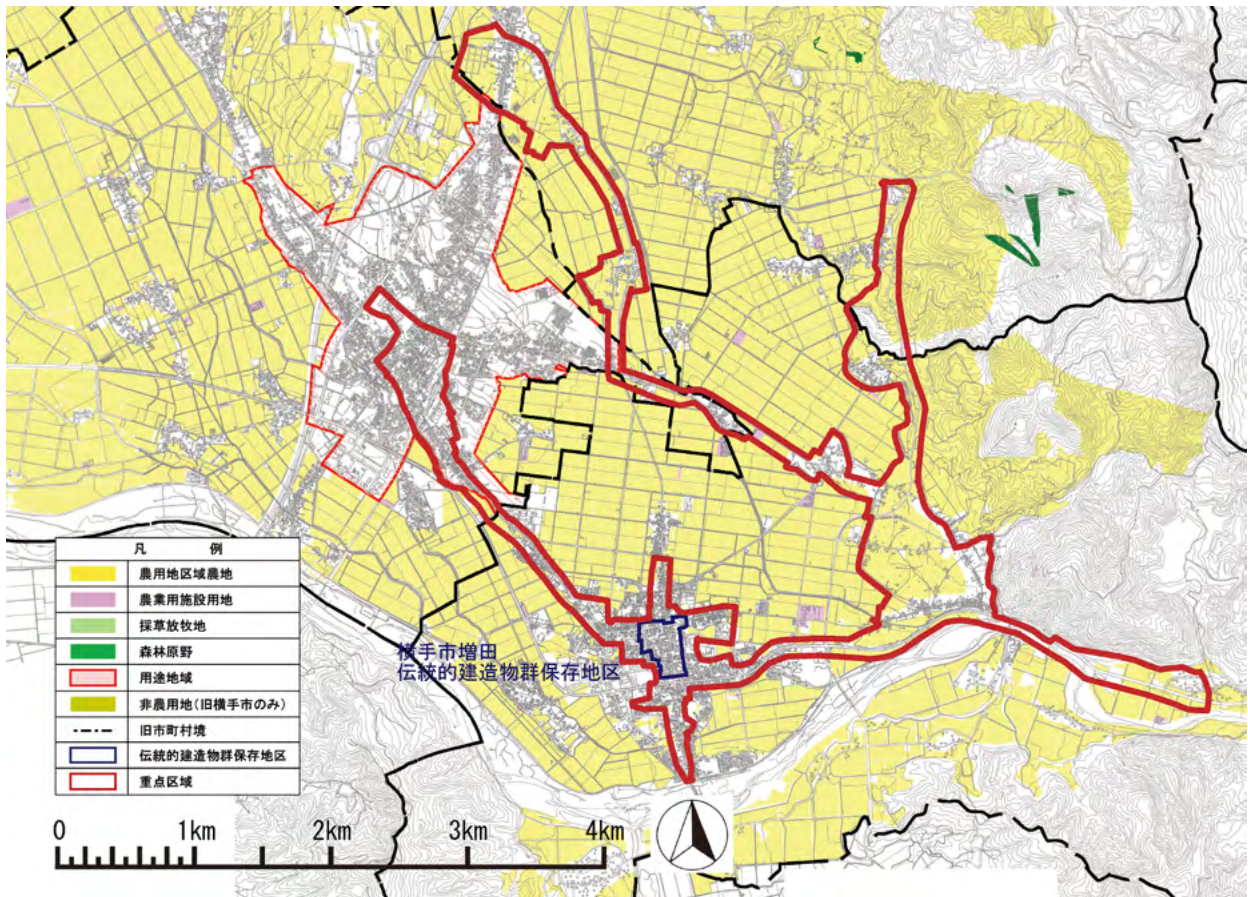 横手市増田
伝統的建造物群保存地区
凡 例
農用地区域農地
農業用施設用地
採草放牧地
森林原野
用途地域
非農用地(旧横手市のみ)
旧市町村境
伝統的建造物群保存地区
重点区域
0 1km 2km 3km 4km